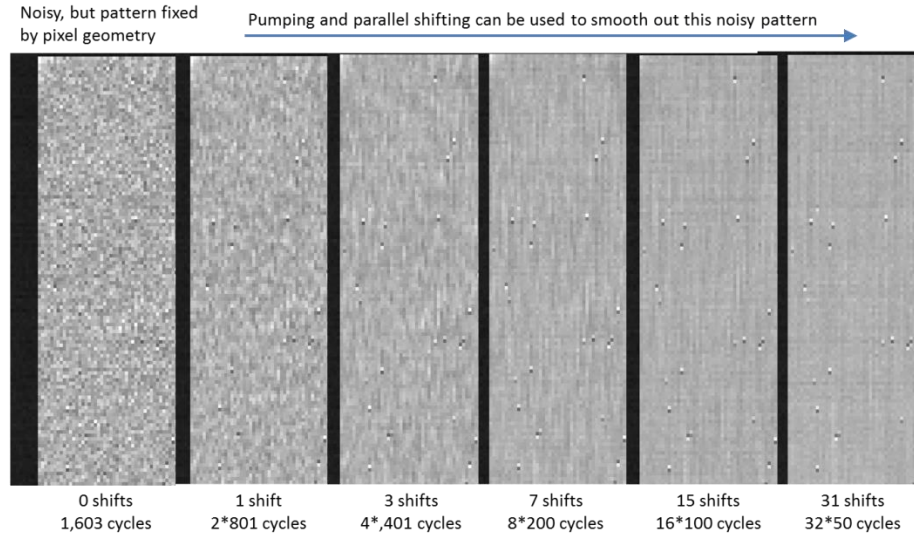 Noisy, but pattern fixed
by pixel geometry
Pumping and parallel shifting can be used to smooth out this noisy pattern
0 shifts
1,603 cycles
1 shift
2*801 cycles
3 shifts
4*,401 cycles
7 shifts
8*200 cycles
15 shifts
16*100 cycles
31 shifts
32*50 cycles